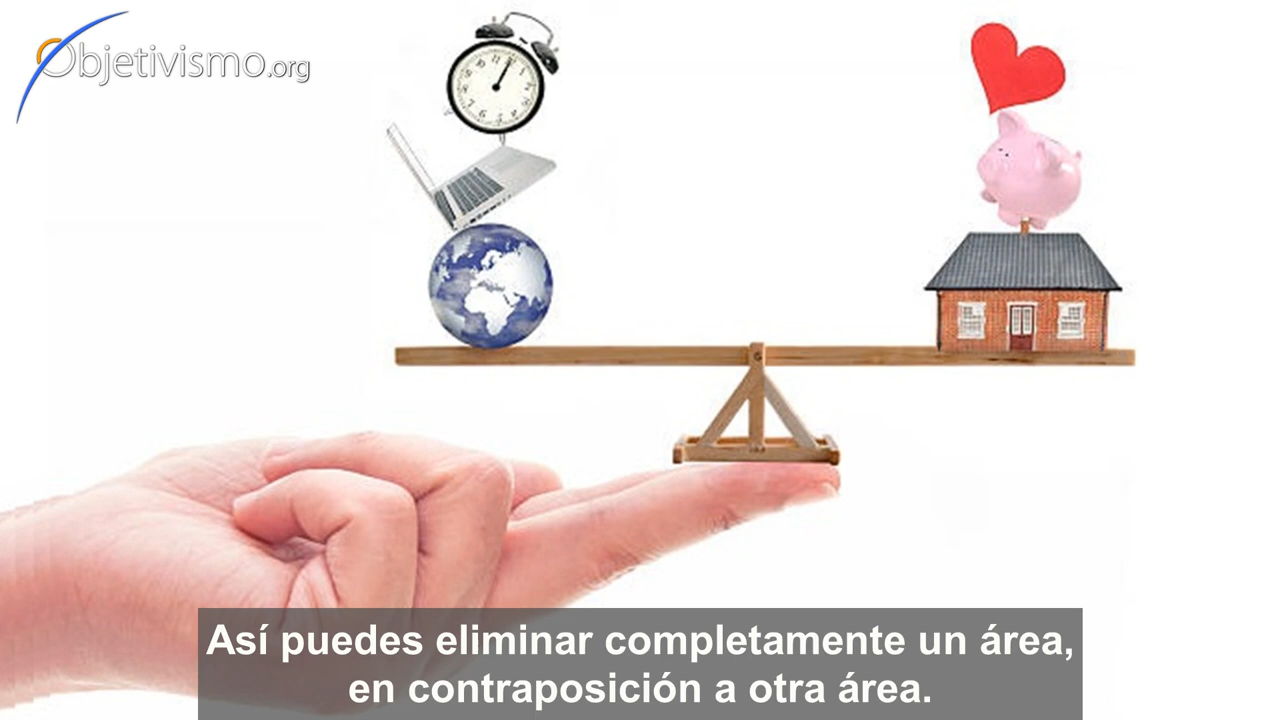 Objetivismo.org
Así puedes eliminar completamente un área,
en contraposición a otra área.